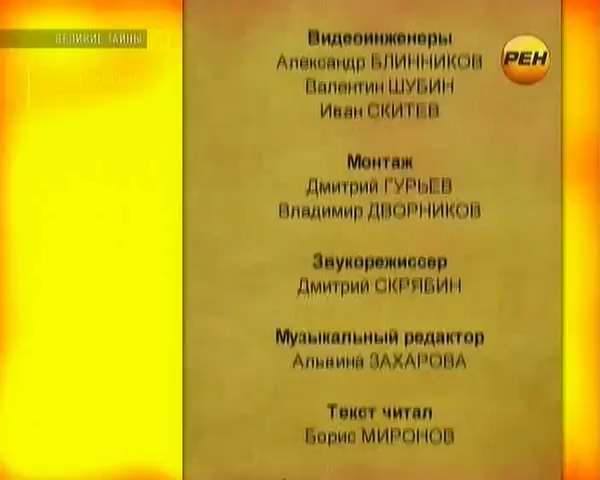 ВЕЛИКИЕ ТАЙНЫ
РЕН
Видеоинженеры
Александр БЛИННИКОВ
Валентин ШУБИН
Иван СКИТЕВ
Монтаж
Дмитрий ГУРЬЕВ
Владимир ДВОРНИКОВ
Звукорежиссер
Дмитрий СКРЯБИН
Музыкальный редактор
Альвина ЗАХАРОВА
Текст читал
Борис МИРОНОВ